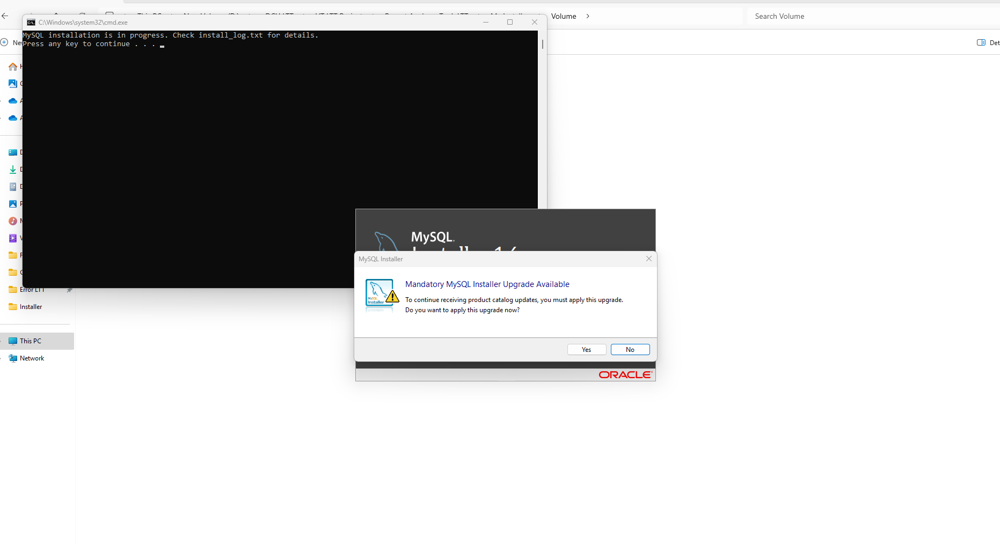 Volume
Search Volume
C:\Windows\system32\cmd.exe
MySQL installation is in progress. Check install_log.txt for details.
Press any key to continue . . .
Error LTT
Installer
This PC
Network
MySQL
MySQL Installer
Mandatory MySQL Installer Upgrade Available
To continue receiving product catalog updates, you must apply this upgrade.
Do you want to apply this upgrade now?
MySQL
Installer
Yes
No
ORACLE